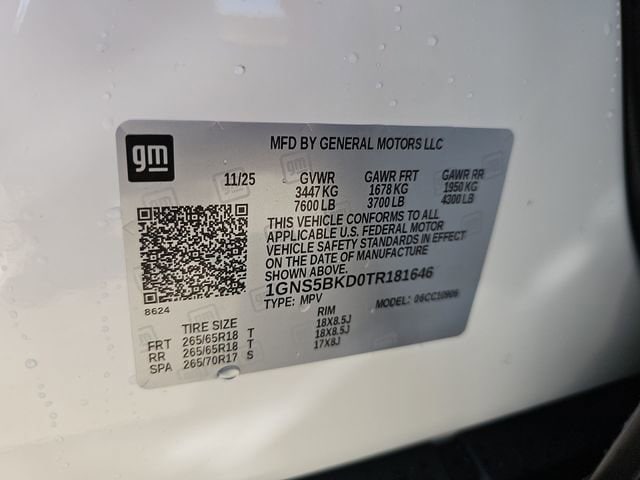 gm
MFD BY GENERAL MOTORS LLC
11/25 GVWR GAWR FRT GAWR RR
3447 KG 1678 KG 1950 KG
7600 LB 3700 LB 4300 LB
THIS VEHICLE CONFORMS TO ALL
APPLICABLE U.S. FEDERAL MOTOR
VEHICLE SAFETY STANDARDS IN EFFECT
ON THE DATE OF MANUFACTURE
SHOWN ABOVE.
1GNS5BKD0TR181646
TYPE: MPV MODEL:
8624
TIRE SIZE RIM
FRT 265/65R18 T 18X8.5J
RR 265/65R18 T 18X8.5J
SPA 265/70R17 S 17X8J